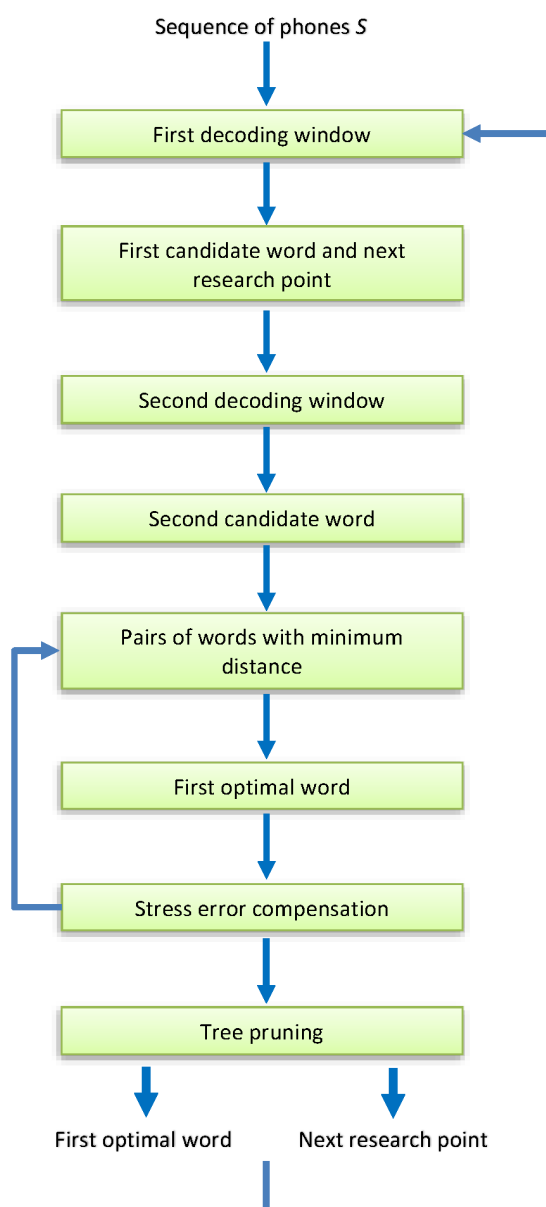 Sequence of phones S
First decoding window
First candidate word and next
research point
Second decoding window
Second candidate word
Pairs of words with minimum
distance
First optimal word
Stress error compensation
Tree pruning
First optimal word
Next research point